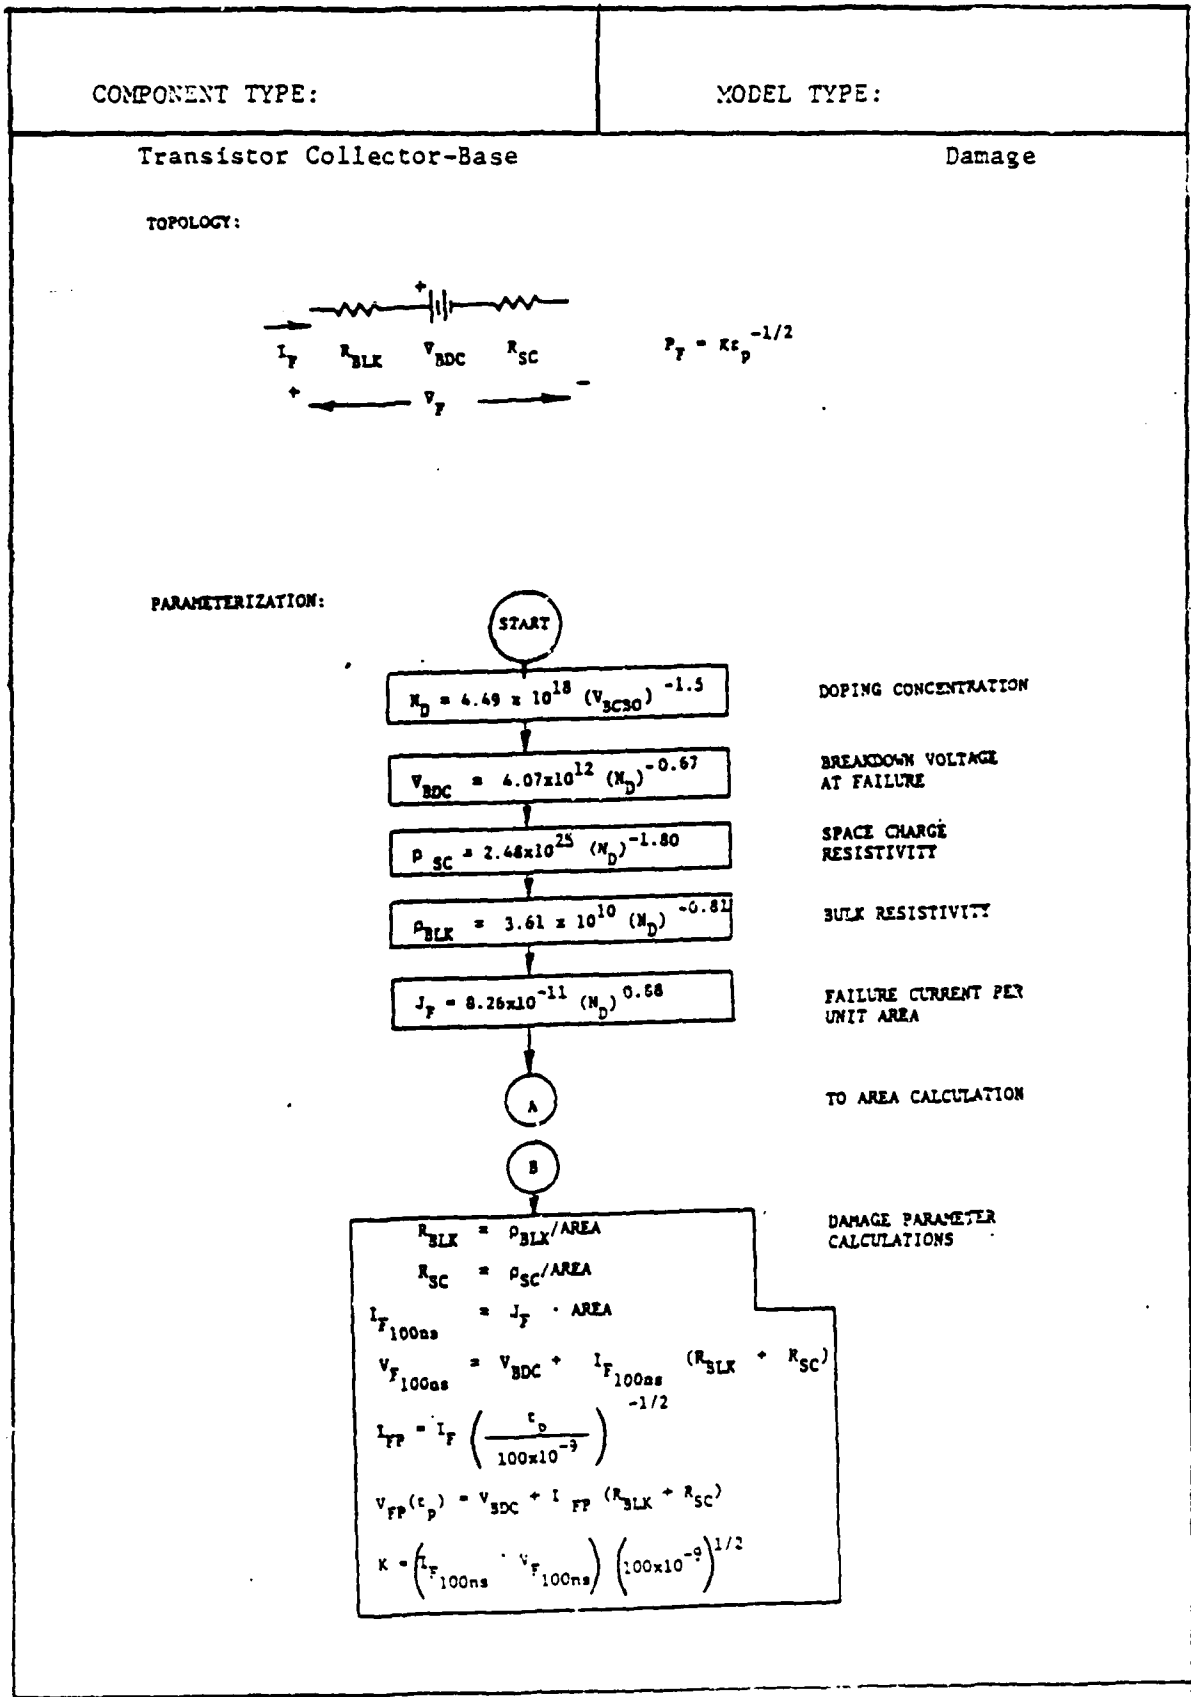 COMPONENT TYPE:
MODEL TYPE:
Transistor Collector-Base
Damage
TOPOLOGY:
+
I_F R_BLK V_BDC R_SC
+ V_F -
P_F = Kt_p^-1/2
PARAMETERIZATION:
START
N_D = 4.49 x 10^18 (V_BCBO)^-1.5
DOPING CONCENTRATION
V_BDC = 4.07x10^12 (N_D)^-0.67
BREAKDOWN VOLTAGE
AT FAILURE
ρ_SC = 2.48x10^25 (N_D)^-1.80
SPACE CHARGE
RESISTIVITY
ρ_BLK = 3.61 x 10^10 (N_D)^-0.81
BULK RESISTIVITY
J_F = 8.26x10^-11 (N_D)^0.68
FAILURE CURRENT PER
UNIT AREA
A
TO AREA CALCULATION
B
DAMAGE PARAMETER
CALCULATIONS
R_BLK = ρ_BLK/AREA
R_SC = ρ_SC/AREA
I_F_100ns = J_F · AREA
V_F_100ns = V_BDC + I_F_100ns (R_BLK + R_SC)
I_FP = I_F (t_p / 100x10^-9)^-1/2
V_FP(t_p) = V_BDC + I_FP (R_BLK + R_SC)
K = (I_F_100ns · V_F_100ns) (100x10^-9)^1/2